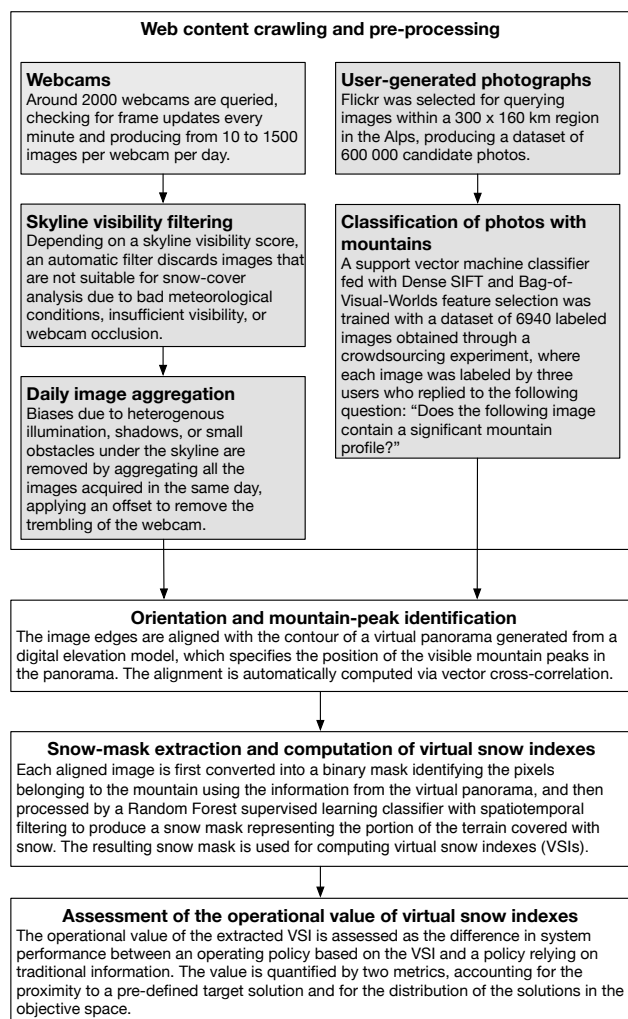 Web content crawling and pre-processing
Webcams
Around 2000 webcams are queried,
checking for frame updates every
minute and producing from 10 to 1500
images per webcam per day.
Skyline visibility filtering
Depending on a skyline visibility score,
an automatic filter discards images that
are not suitable for snow-cover
analysis due to bad meteorological
conditions, insufficient visibility, or
webcam occlusion.
Daily image aggregation
Biases due to heterogenous
illumination, shadows, or small
obstacles under the skyline are
removed by aggregating all the
images acquired in the same day,
applying an offset to remove the
trembling of the webcam.
User-generated photographs
Flickr was selected for querying
images within a 300 x 160 km region
in the Alps, producing a dataset of
600 000 candidate photos.
Classification of photos with
mountains
A support vector machine classifier
fed with Dense SIFT and Bag-of-
Visual-Worlds feature selection was
trained with a dataset of 6940 labeled
images obtained through a
crowdsourcing experiment, where
each image was labeled by three
users who replied to the following
question: “Does the following image
contain a significant mountain
profile?”
Orientation and mountain-peak identification
The image edges are aligned with the contour of a virtual panorama generated from a
digital elevation model, which specifies the position of the visible mountain peaks in
the panorama. The alignment is automatically computed via vector cross-correlation.
Snow-mask extraction and computation of virtual snow indexes
Each aligned image is first converted into a binary mask identifying the pixels
belonging to the mountain using the information from the virtual panorama, and then
processed by a Random Forest supervised learning classifier with spatiotemporal
filtering to produce a snow mask representing the portion of the terrain covered with
snow. The resulting snow mask is used for computing virtual snow indexes (VSIs).
Assessment of the operational value of virtual snow indexes
The operational value of the extracted VSI is assessed as the difference in system
performance between an operating policy based on the VSI and a policy relying on
traditional information. The value is quantified by two metrics, accounting for the
proximity to a pre-defined target solution and for the distribution of the solutions in the
objective space.